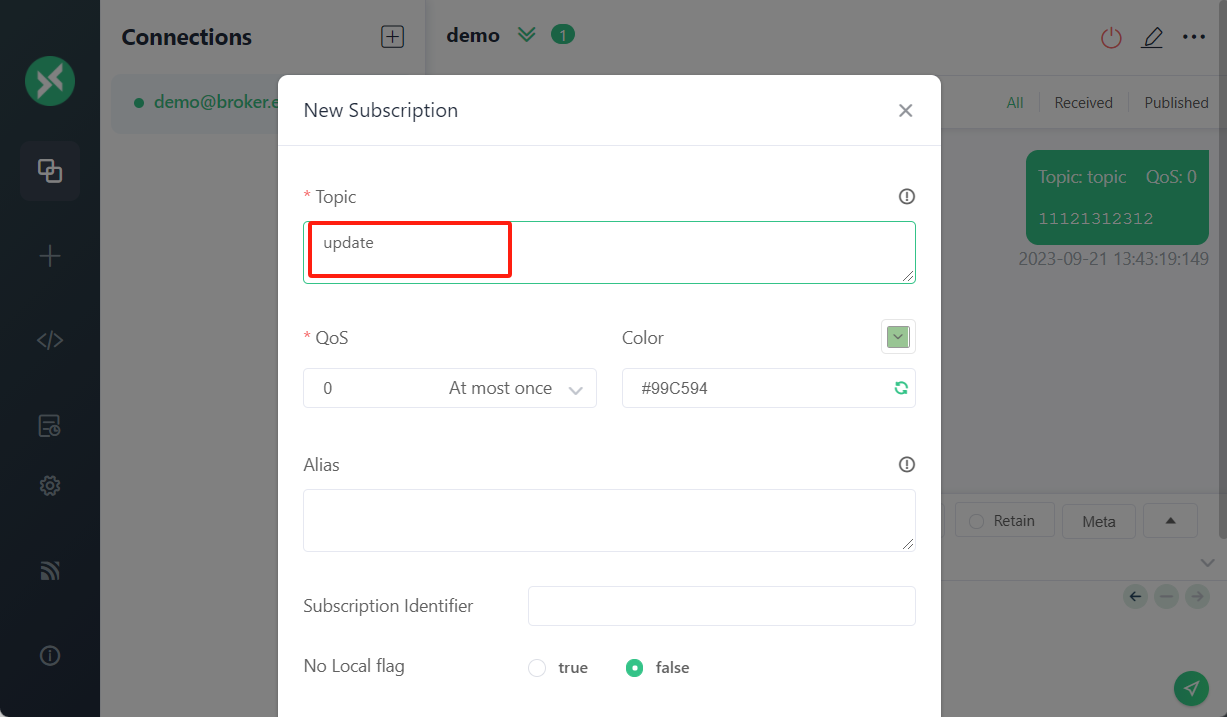 Connections
demo 1
demo@broker.e
New Subscription
All Received Published
* Topic
update
Topic: topic QoS: 0
11121312312
2023-09-21 13:43:19:149
* QoS
Color
0 At most once
#99C594
Alias
Retain Meta
Subscription Identifier
No Local flag
true false